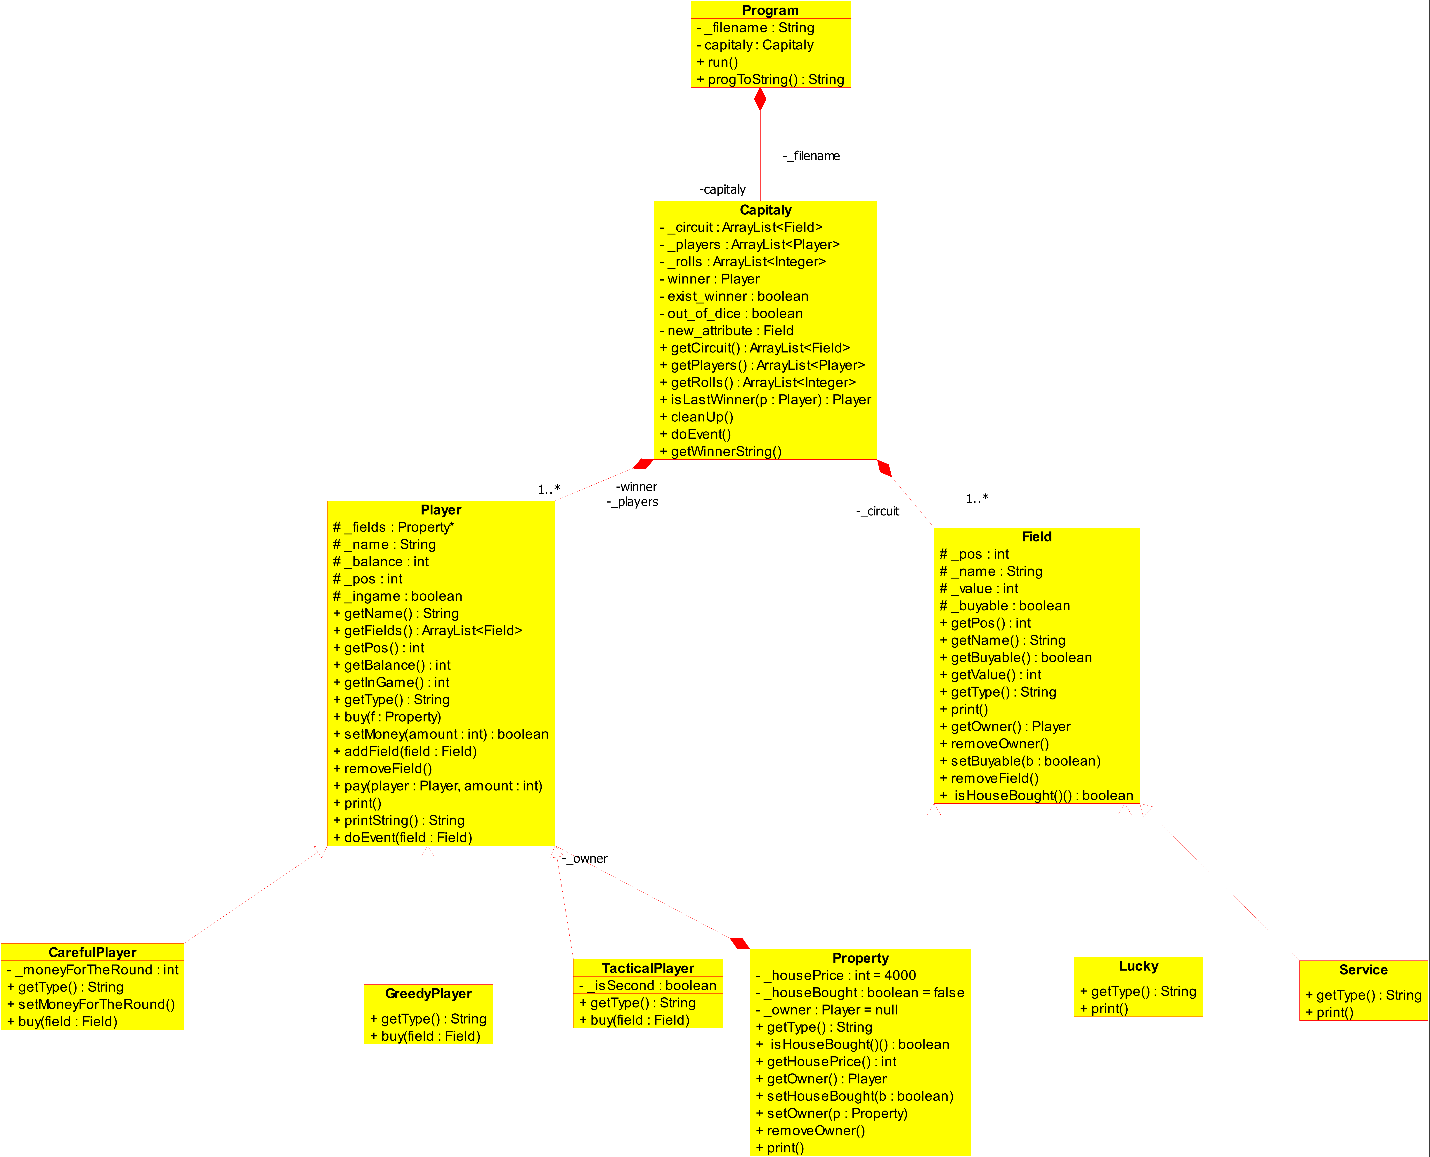 Program
- _filename : String
- capitaly : Capitaly
+ run()
+ progToString() : String
-_filename
-capitaly
Capitaly
- _circuit : ArrayList<Field>
- _players : ArrayList<Player>
- _rolls : ArrayList<Integer>
- winner : Player
- exist_winner : boolean
- out_of_dice : boolean
- new_attribute : Field
+ getCircuit() : ArrayList<Field>
+ getPlayers() : ArrayList<Player>
+ getRolls() : ArrayList<Integer>
+ isLastWinner(p : Player) : Player
+ cleanUp()
+ doEvent()
+ getWinnerString()
1..*
-winner
-_players
-_circuit
1..*
Player
# _fields : Property*
# _name : String
# _balance : int
# _pos : int
# _ingame : boolean
+ getName() : String
+ getFields() : ArrayList<Field>
+ getPos() : int
+ getBalance() : int
+ getInGame() : int
+ getType() : String
+ buy(f : Property)
+ setMoney(amount : int) : boolean
+ addField(field : Field)
+ removeField()
+ pay(player : Player, amount : int)
+ print()
+ printString() : String
+ doEvent(field : Field)
Field
# _pos : int
# _name : String
# _value : int
# _buyable : boolean
+ getPos() : int
+ getName() : String
+ getBuyable() : boolean
+ getValue() : int
+ getType() : String
+ print()
+ getOwner() : Player
+ removeOwner()
+ setBuyable(b : boolean)
+ removeField()
+  isHouseBought()() : boolean
-_owner
CarefulPlayer
- _moneyForTheRound : int
+ getType() : String
+ setMoneyForTheRound()
+ buy(field : Field)
GreedyPlayer
+ getType() : String
+ buy(field : Field)
TacticalPlayer
- _isSecond : boolean
+ getType() : String
+ buy(field : Field)
Property
- _housePrice : int = 4000
- _houseBought : boolean = false
- _owner : Player = null
+ getType() : String
+  isHouseBought()() : boolean
+ getHousePrice() : int
+ getOwner() : Player
+ setHouseBought(b : boolean)
+ setOwner(p : Property)
+ removeOwner()
+ print()
Lucky
+ getType() : String
+ print()
Service
+ getType() : String
+ print()